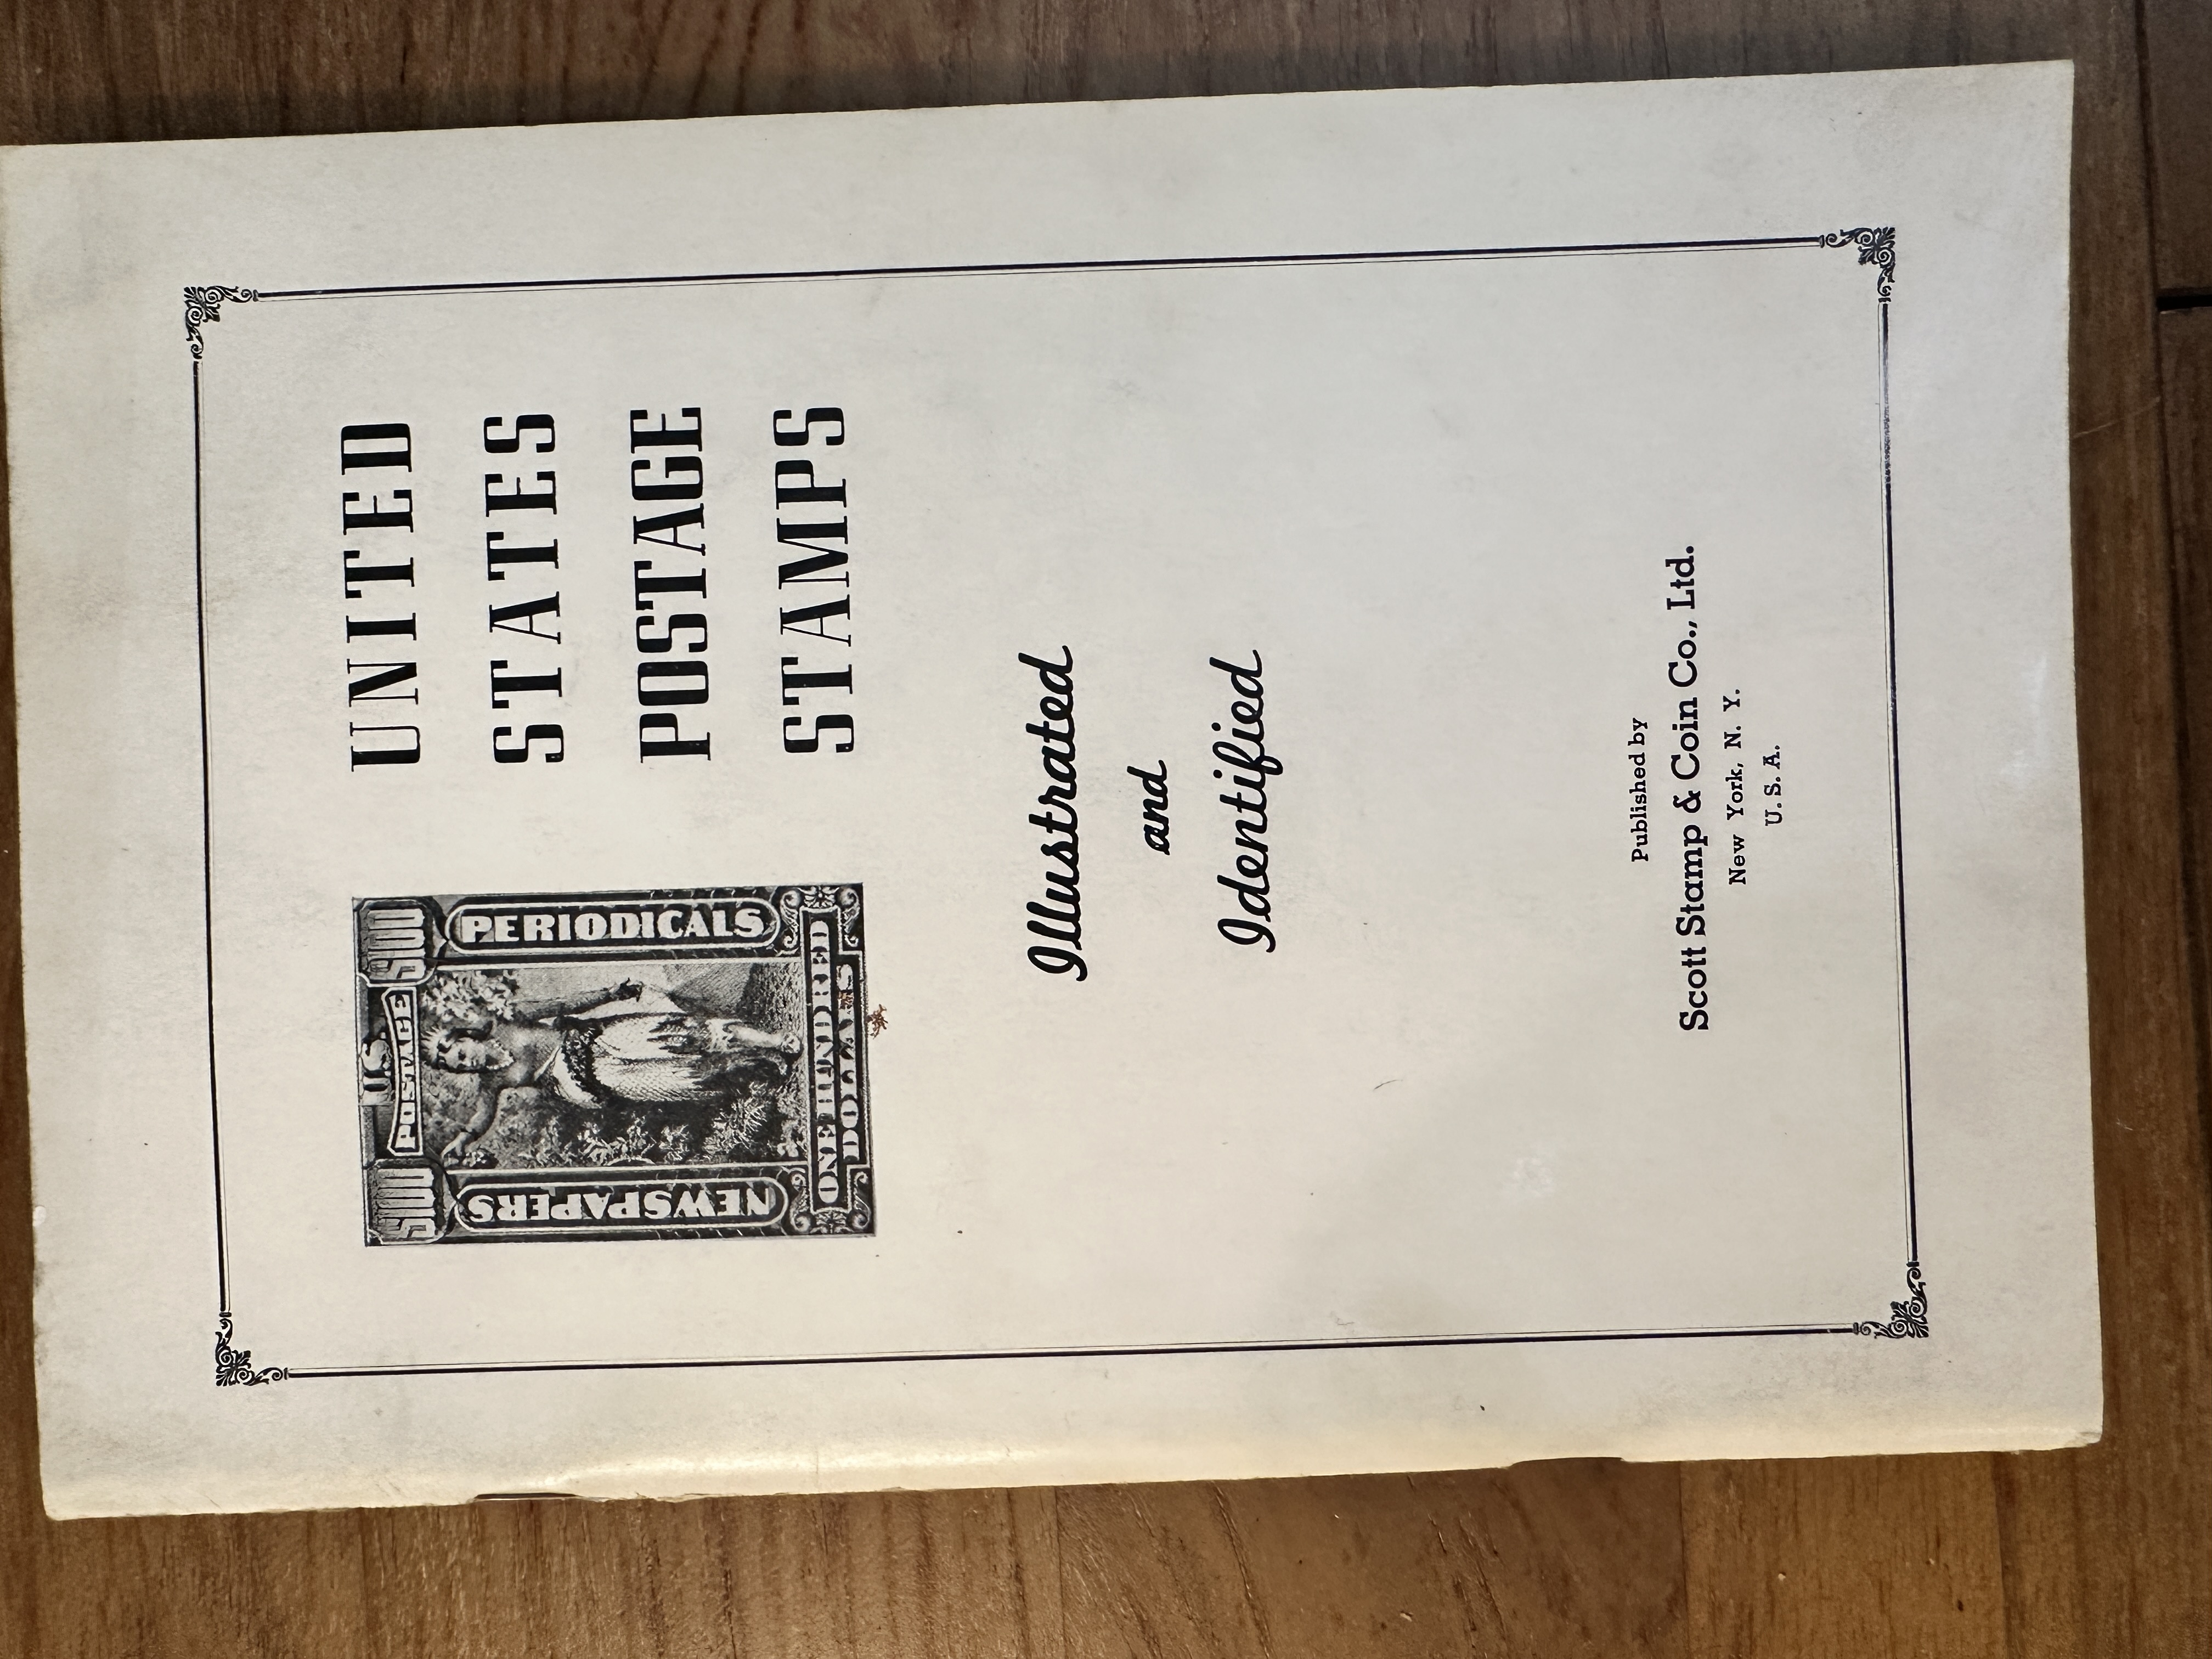 UNITED
STATES
POSTAGE
STAMPS
U.S.
POSTAGE
$100
$100
NEWSPAPERS
PERIODICALS
ONE HUNDRED
DOLLARS
Illustrated
and
Identified
Published by
Scott Stamp & Coin Co., Ltd.
New York, N. Y.
U. S. A.